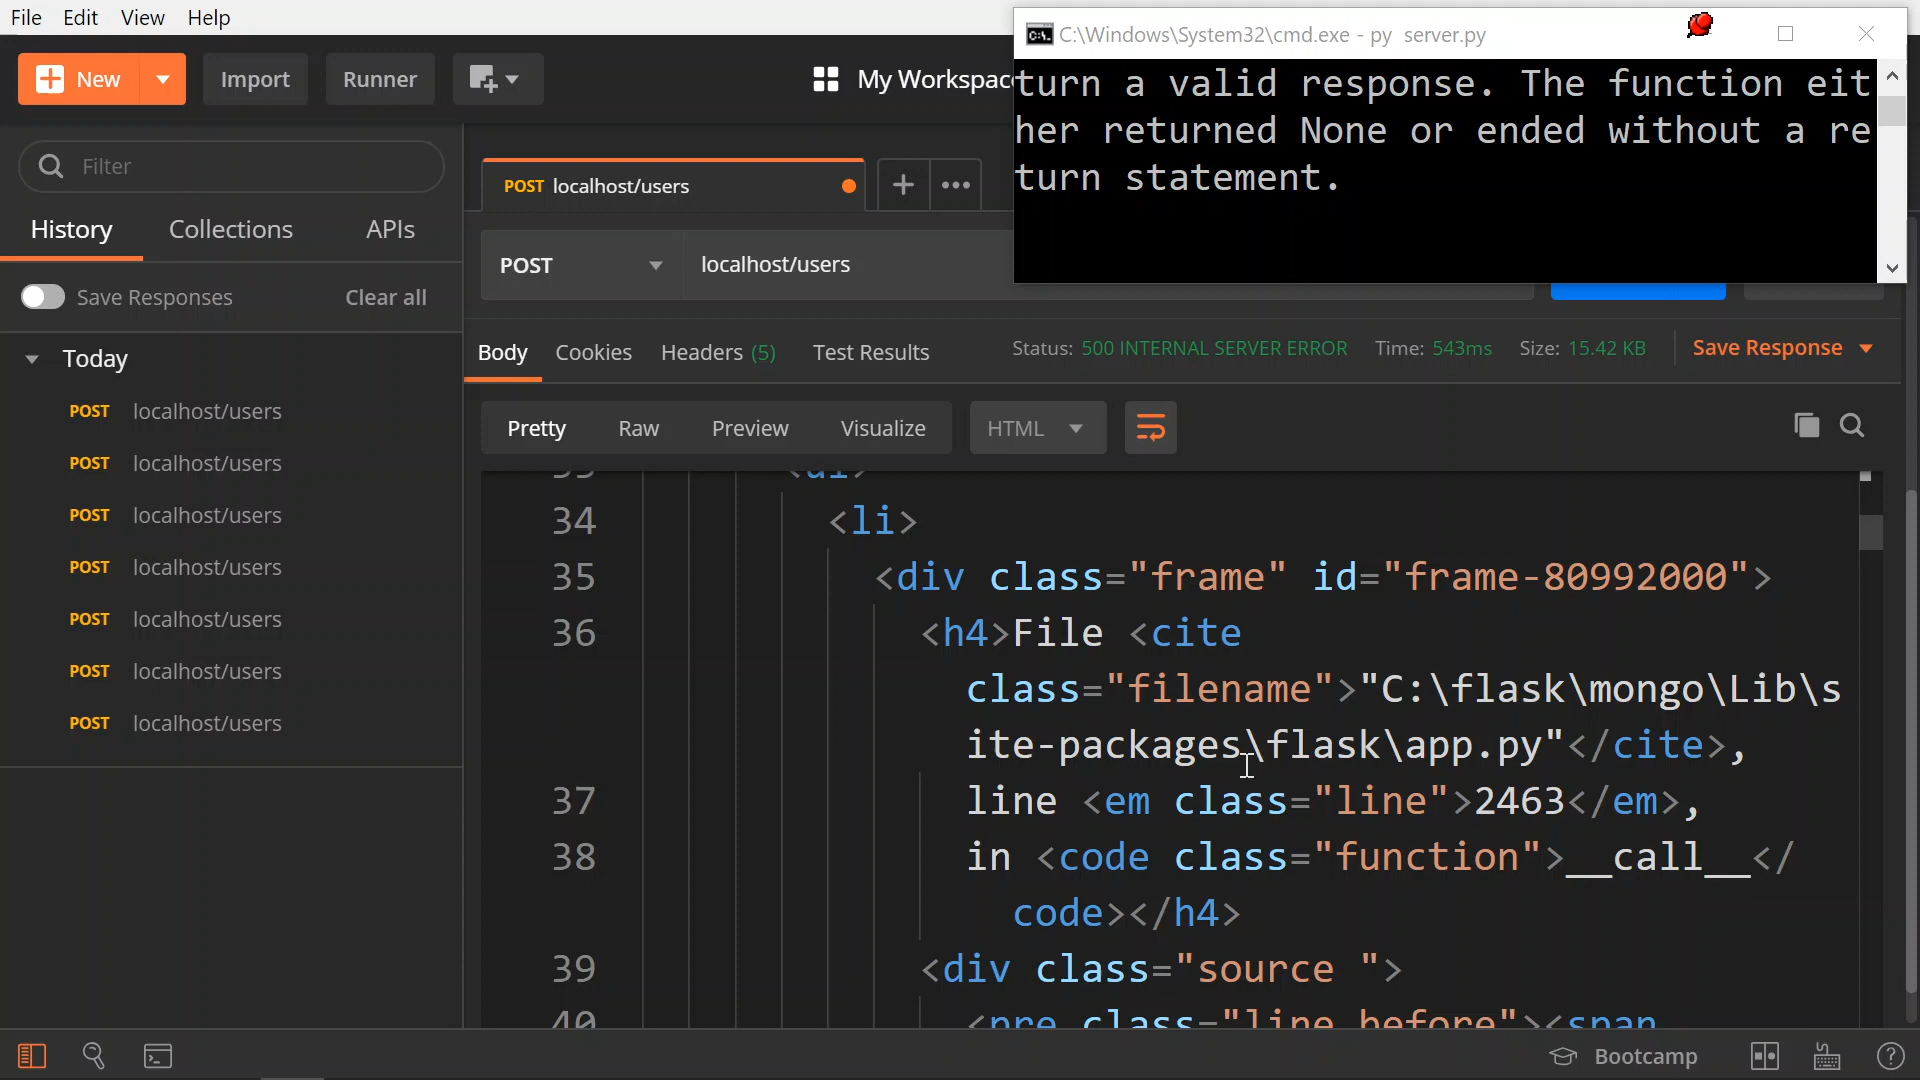 File Edit View Help
C:\Windows\System32\cmd.exe - py server.py
turn a valid response. The function eit
her returned None or ended without a re
turn statement.
New Import Runner
My Workspac
Filter
History Collections APIs
Save Responses Clear all
Today
POST localhost/users
POST localhost/users
POST localhost/users
POST localhost/users
POST localhost/users
POST localhost/users
POST localhost/users
POST localhost/users
POST localhost/users
Body Cookies Headers (5) Test Results
Status: 500 INTERNAL SERVER ERROR Time: 543ms Size: 15.42 KB Save Response
Pretty Raw Preview Visualize HTML
34 <li>
35 <div class="frame" id="frame-80992000">
36 <h4>File <cite
class="filename">"C:\flask\mongo\Lib\s
ite-packages\flask\app.py"</cite>,
37 line <em class="line">2463</em>,
38 in <code class="function">__call__</
code></h4>
39 <div class="source ">
40 <pre class="line before"><span
Bootcamp